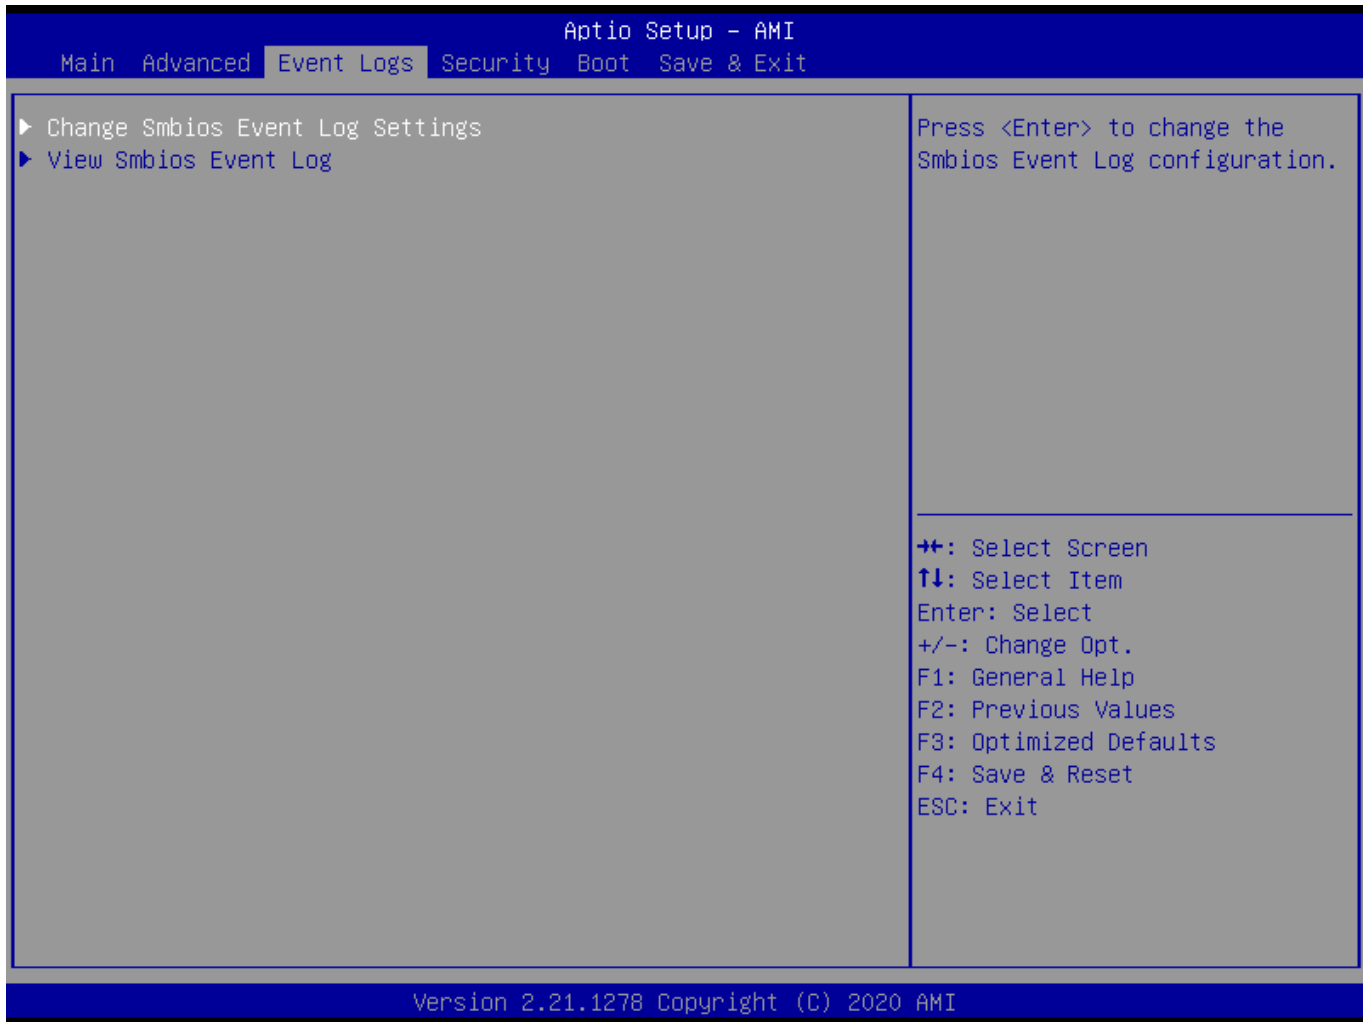 Aptio Setup – AMI
Main Advanced Event Logs Security Boot Save & Exit
▶ Change Smbios Event Log Settings
▶ View Smbios Event Log
Press <Enter> to change the
Smbios Event Log configuration.
→←: Select Screen
↑↓: Select Item
Enter: Select
+/-: Change Opt.
F1: General Help
F2: Previous Values
F3: Optimized Defaults
F4: Save & Reset
ESC: Exit
Version 2.21.1278 Copyright (C) 2020 AMI